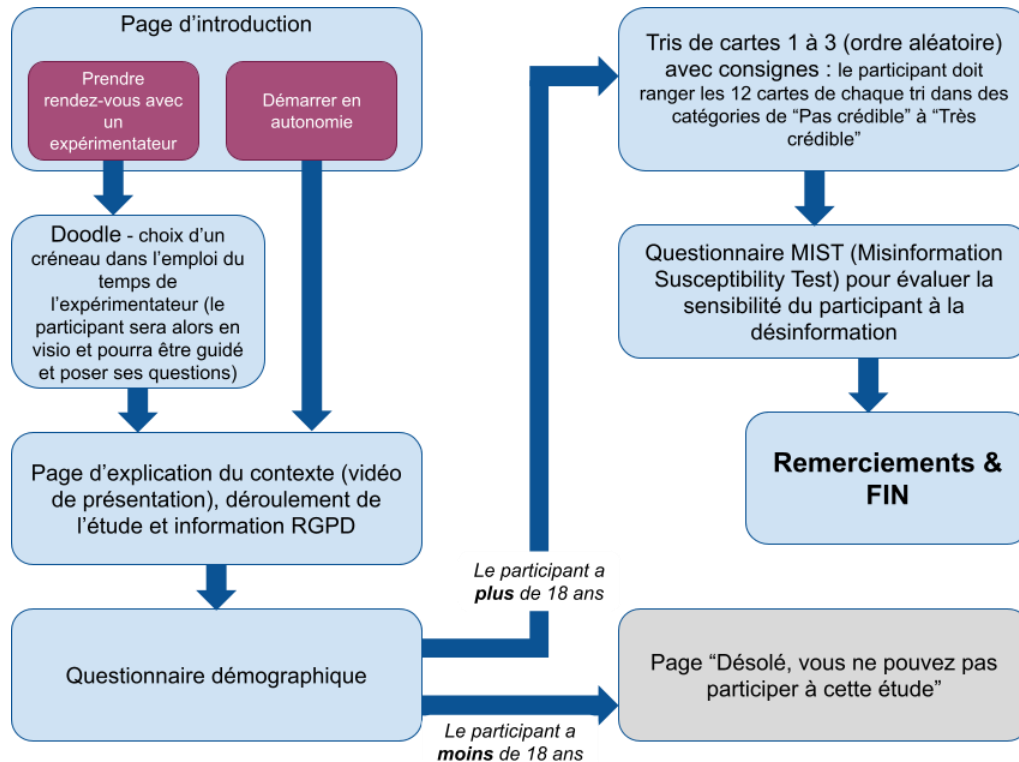 Page d’introduction
Prendre
rendez-vous avec
un
expérimentateur
Démarrer en
autonomie
Doodle - choix d’un
créneau dans l’emploi du
temps de
l’expérimentateur (le
participant sera alors en
visio et pourra être guidé
et poser ses questions)
Page d’explication du contexte (vidéo
de présentation), déroulement de
l’étude et information RGPD
Questionnaire démographique
Le participant a
plus de 18 ans
Le participant a
moins de 18 ans
Tris de cartes 1 à 3 (ordre aléatoire)
avec consignes : le participant doit
ranger les 12 cartes de chaque tri dans des
catégories de “Pas crédible” à “Très
crédible”
Questionnaire MIST (Misinformation
Susceptibility Test) pour évaluer la
sensibilité du participant à la
désinformation
Remerciements &
FIN
Page “Désolé, vous ne pouvez pas
participer à cette étude”